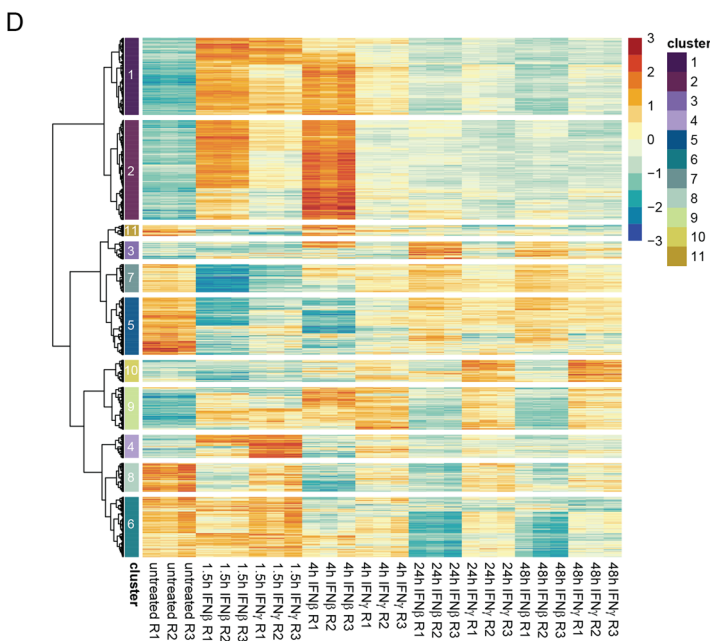 D
3
2
1
0
−1
−2
−3
cluster
1
2
3
4
5
6
7
8
9
10
11
1
2
11
3
7
5
10
9
4
8
6
cluster
untreated R1
untreated R2
untreated R3
1.5h IFNβ R1
1.5h IFNβ R2
1.5h IFNβ R3
1.5h IFNγ R1
1.5h IFNγ R2
1.5h IFNγ R3
4h IFNβ R1
4h IFNβ R2
4h IFNβ R3
4h IFNγ R1
4h IFNγ R2
4h IFNγ R3
24h IFNβ R1
24h IFNβ R2
24h IFNβ R3
24h IFNγ R1
24h IFNγ R2
24h IFNγ R3
48h IFNβ R1
48h IFNβ R2
48h IFNβ R3
48h IFNγ R1
48h IFNγ R2
48h IFNγ R3